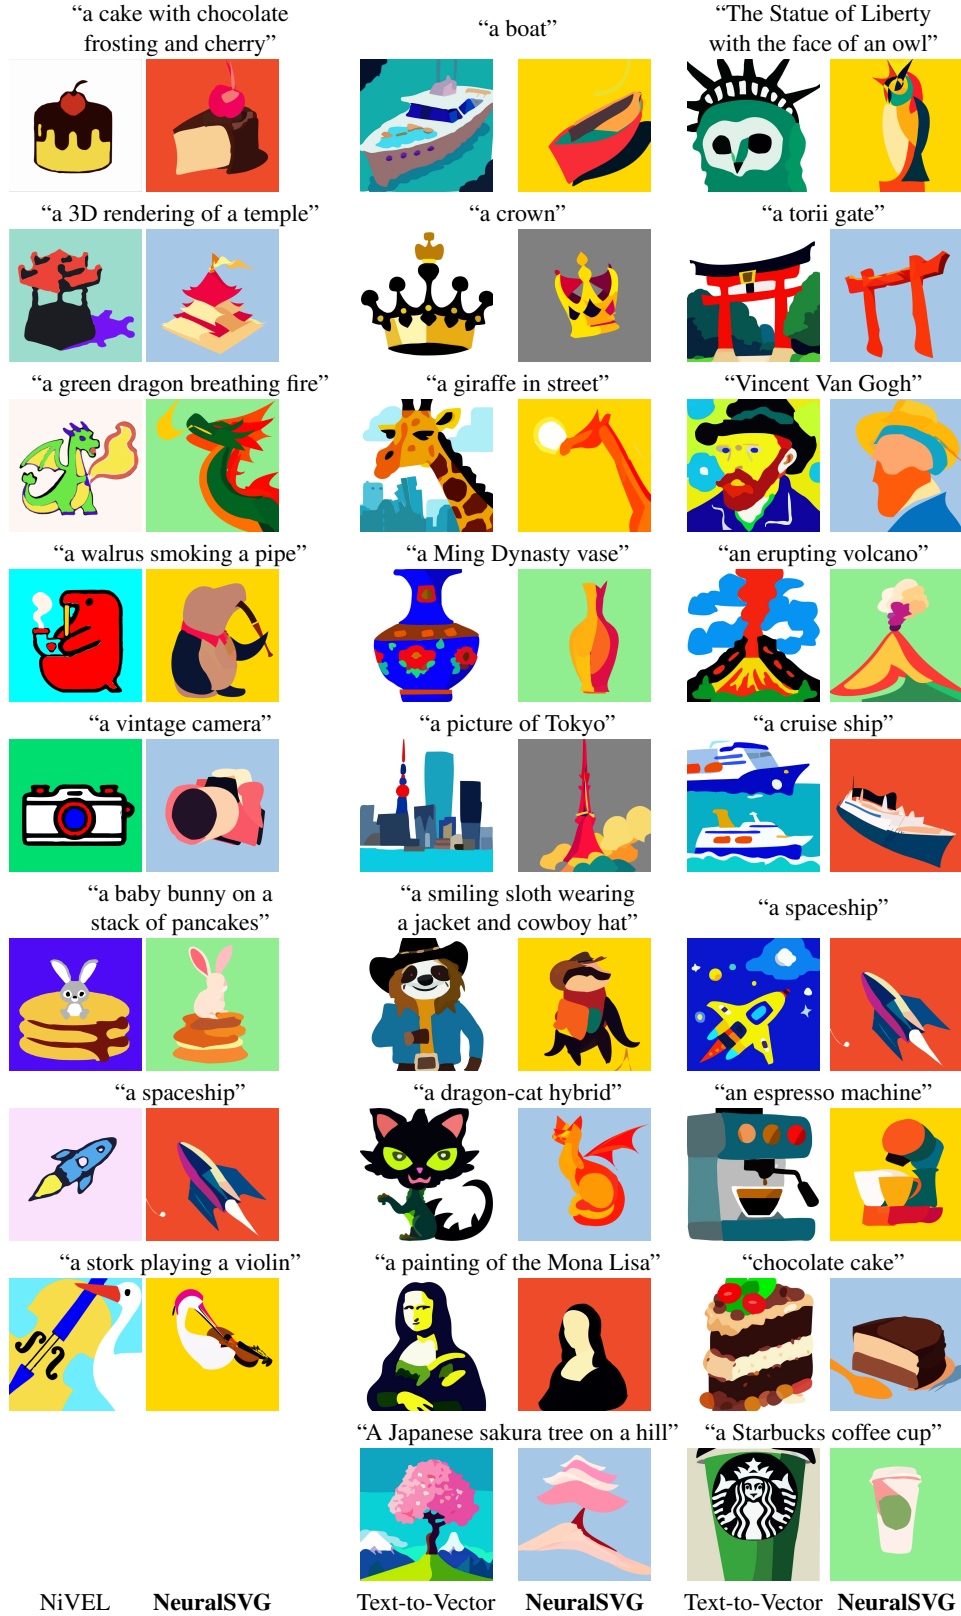 “a cake with chocolate
frosting and cherry”
“a boat”
“The Statue of Liberty
with the face of an owl”
“a 3D rendering of a temple”
“a crown”
“a torii gate”
“a green dragon breathing fire”
“a giraffe in street”
“Vincent Van Gogh”
“a walrus smoking a pipe”
“a Ming Dynasty vase”
“an erupting volcano”
“a vintage camera”
“a picture of Tokyo”
“a cruise ship”
“a baby bunny on a
stack of pancakes”
“a smiling sloth wearing
a jacket and cowboy hat”
“a spaceship”
“a spaceship”
“a dragon-cat hybrid”
“an espresso machine”
“a stork playing a violin”
“a painting of the Mona Lisa”
“chocolate cake”
“A Japanese sakura tree on a hill”
“a Starbucks coffee cup”
NiVEL
NeuralSVG
Text-to-Vector
NeuralSVG
Text-to-Vector
NeuralSVG